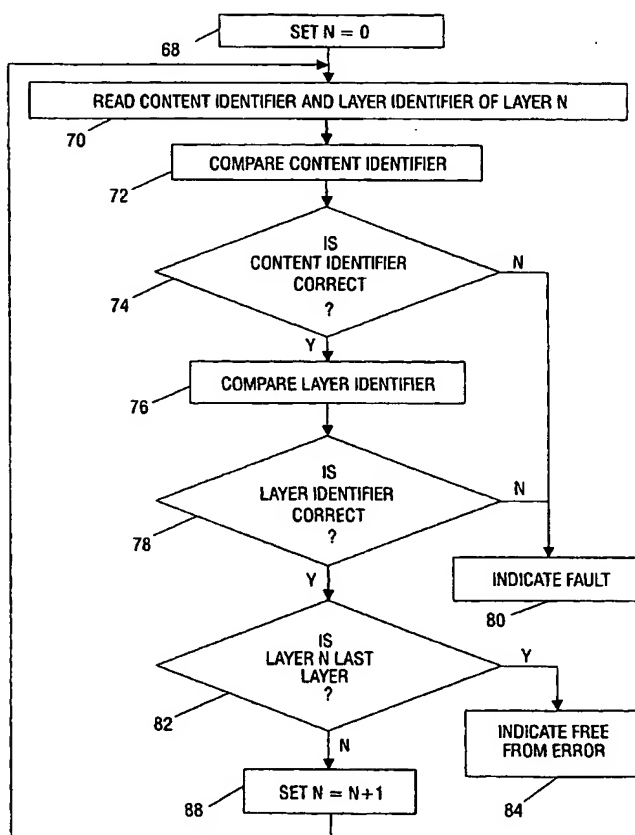 SET N = 0
68
READ CONTENT IDENTIFIER AND LAYER IDENTIFIER OF LAYER N
70
COMPARE CONTENT IDENTIFIER
72
IS
CONTENT IDENTIFIER
CORRECT
?
N
74
Y
COMPARE LAYER IDENTIFIER
76
IS
LAYER IDENTIFIER
CORRECT
?
N
78
Y
INDICATE FAULT
80
IS
LAYER N LAST
LAYER
?
Y
82
N
INDICATE FREE
FROM ERROR
84
SET N = N+1
88